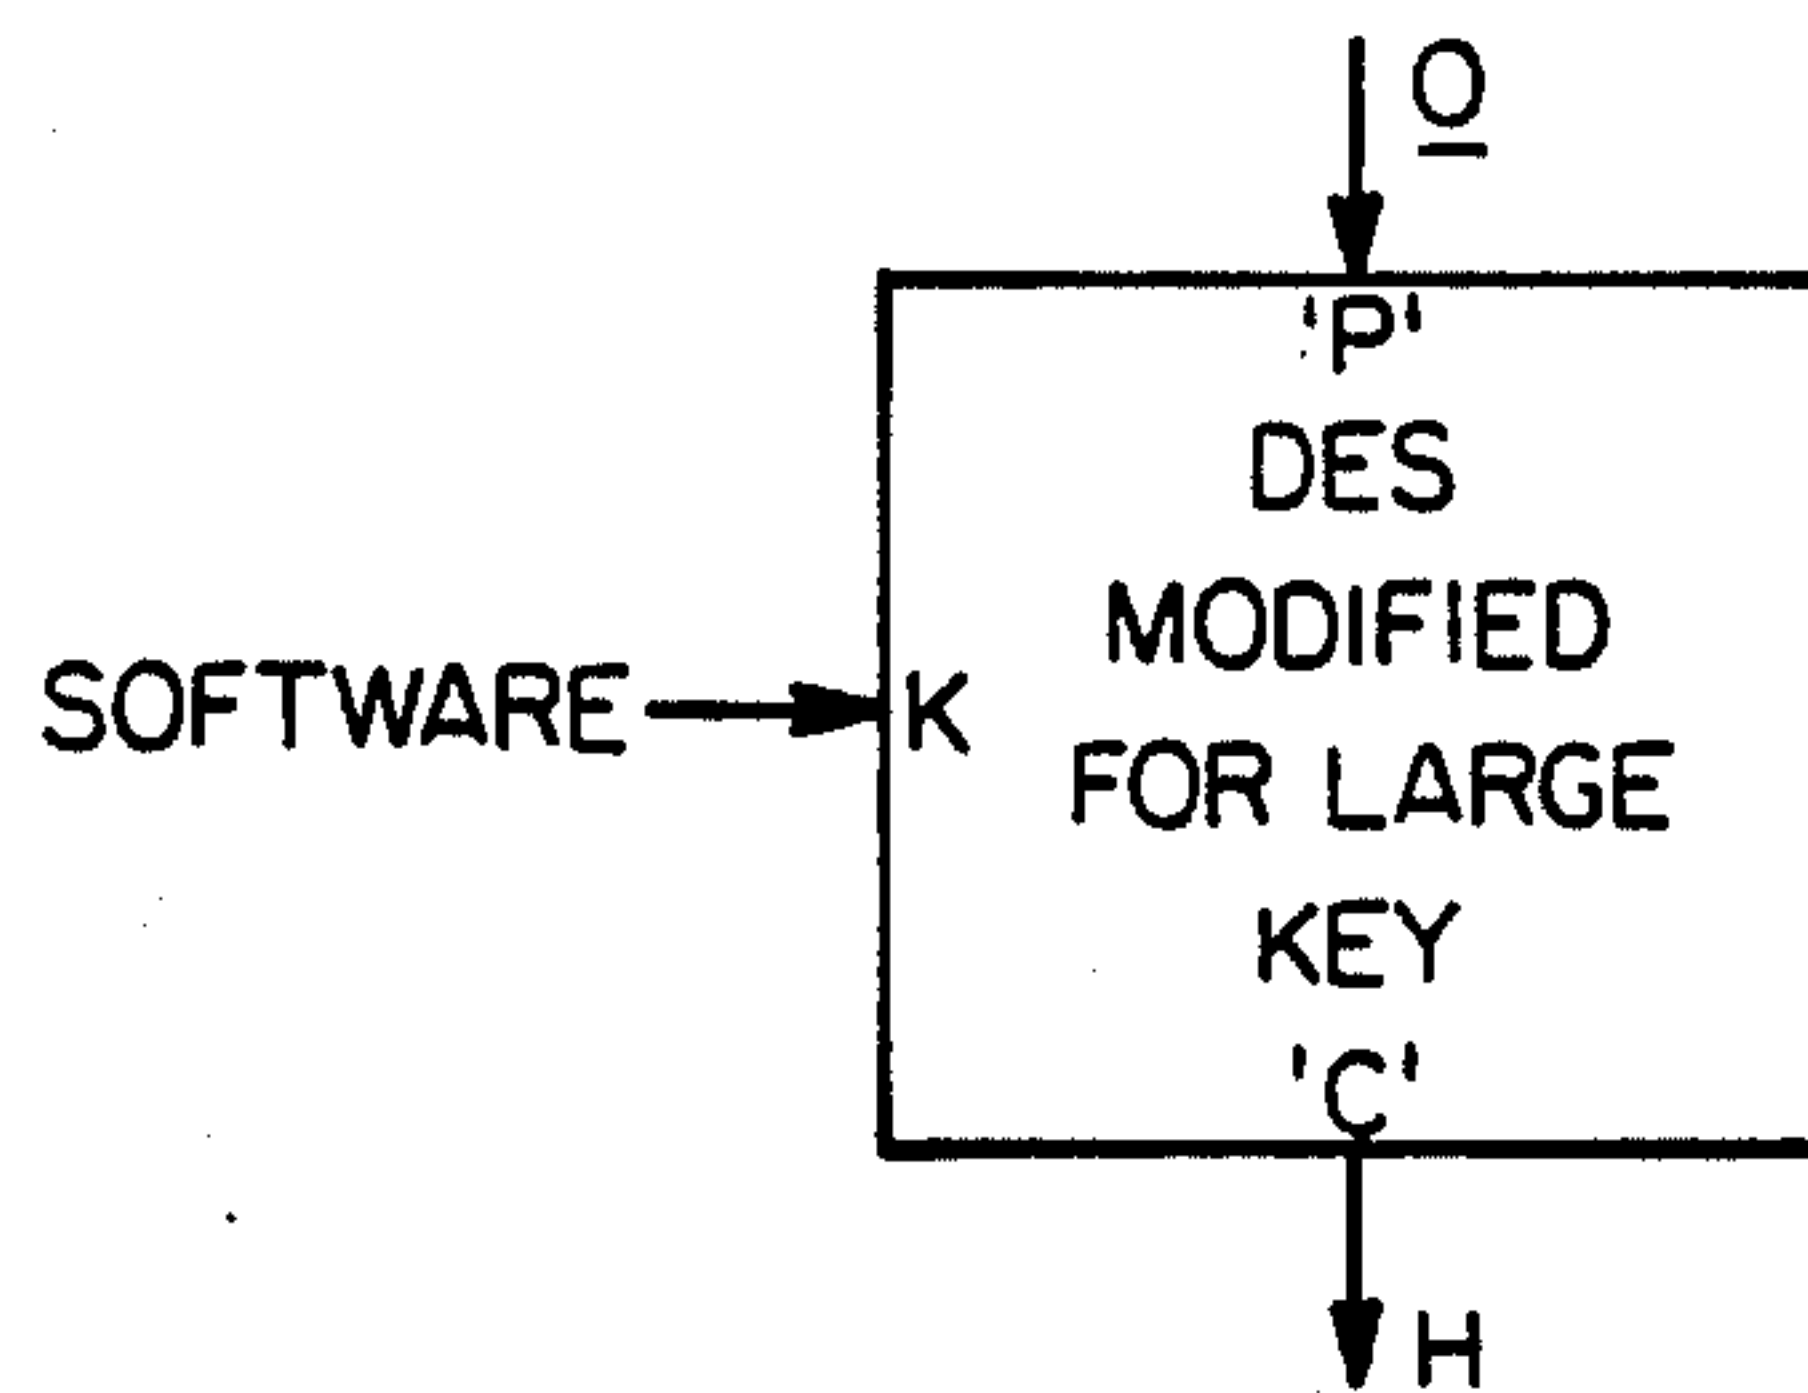 O
'P'
DES
MODIFIED
SOFTWARE
K
FOR LARGE
KEY
'C'
H